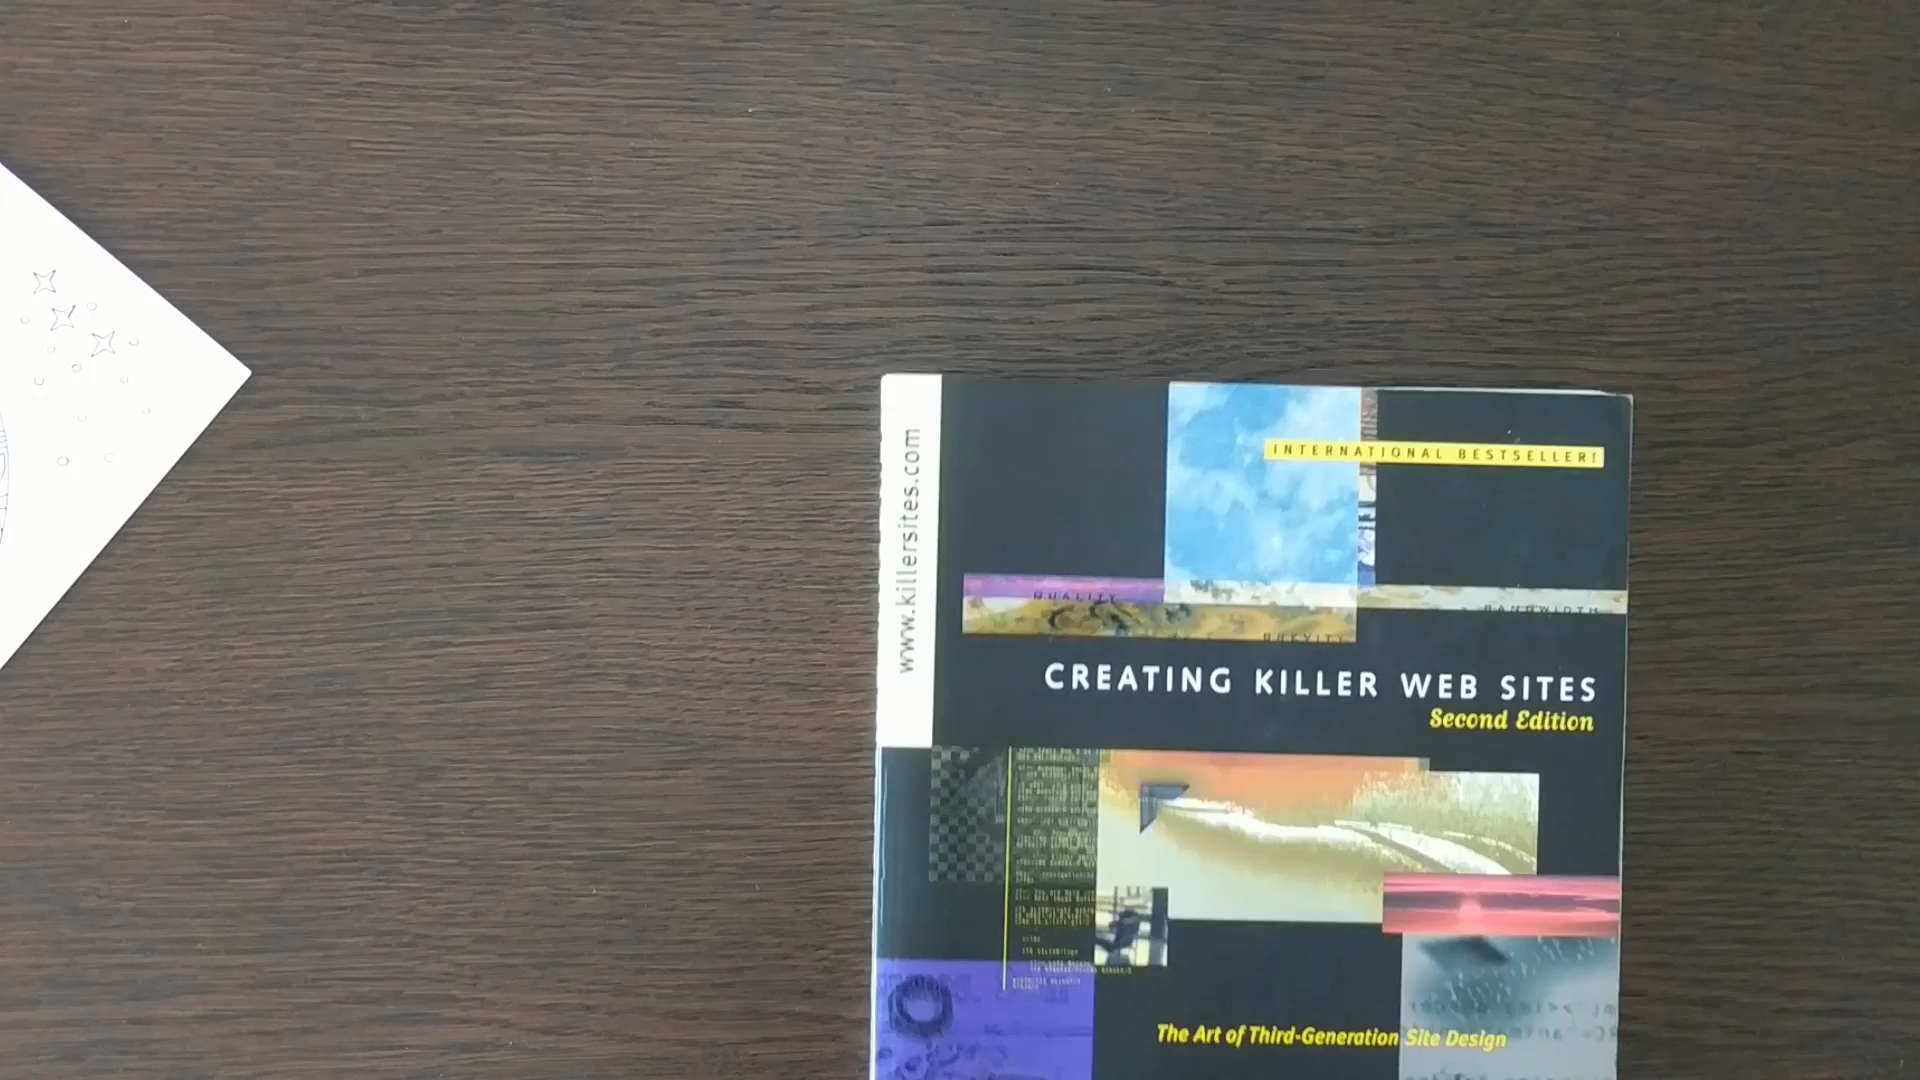 www.killersites.com
INTERNATIONAL BESTSELLER!
QUALITY
BANDWIDTH
BREVITY
CREATING KILLER WEB SITES
Second Edition
The Art of Third-Generation Site Design